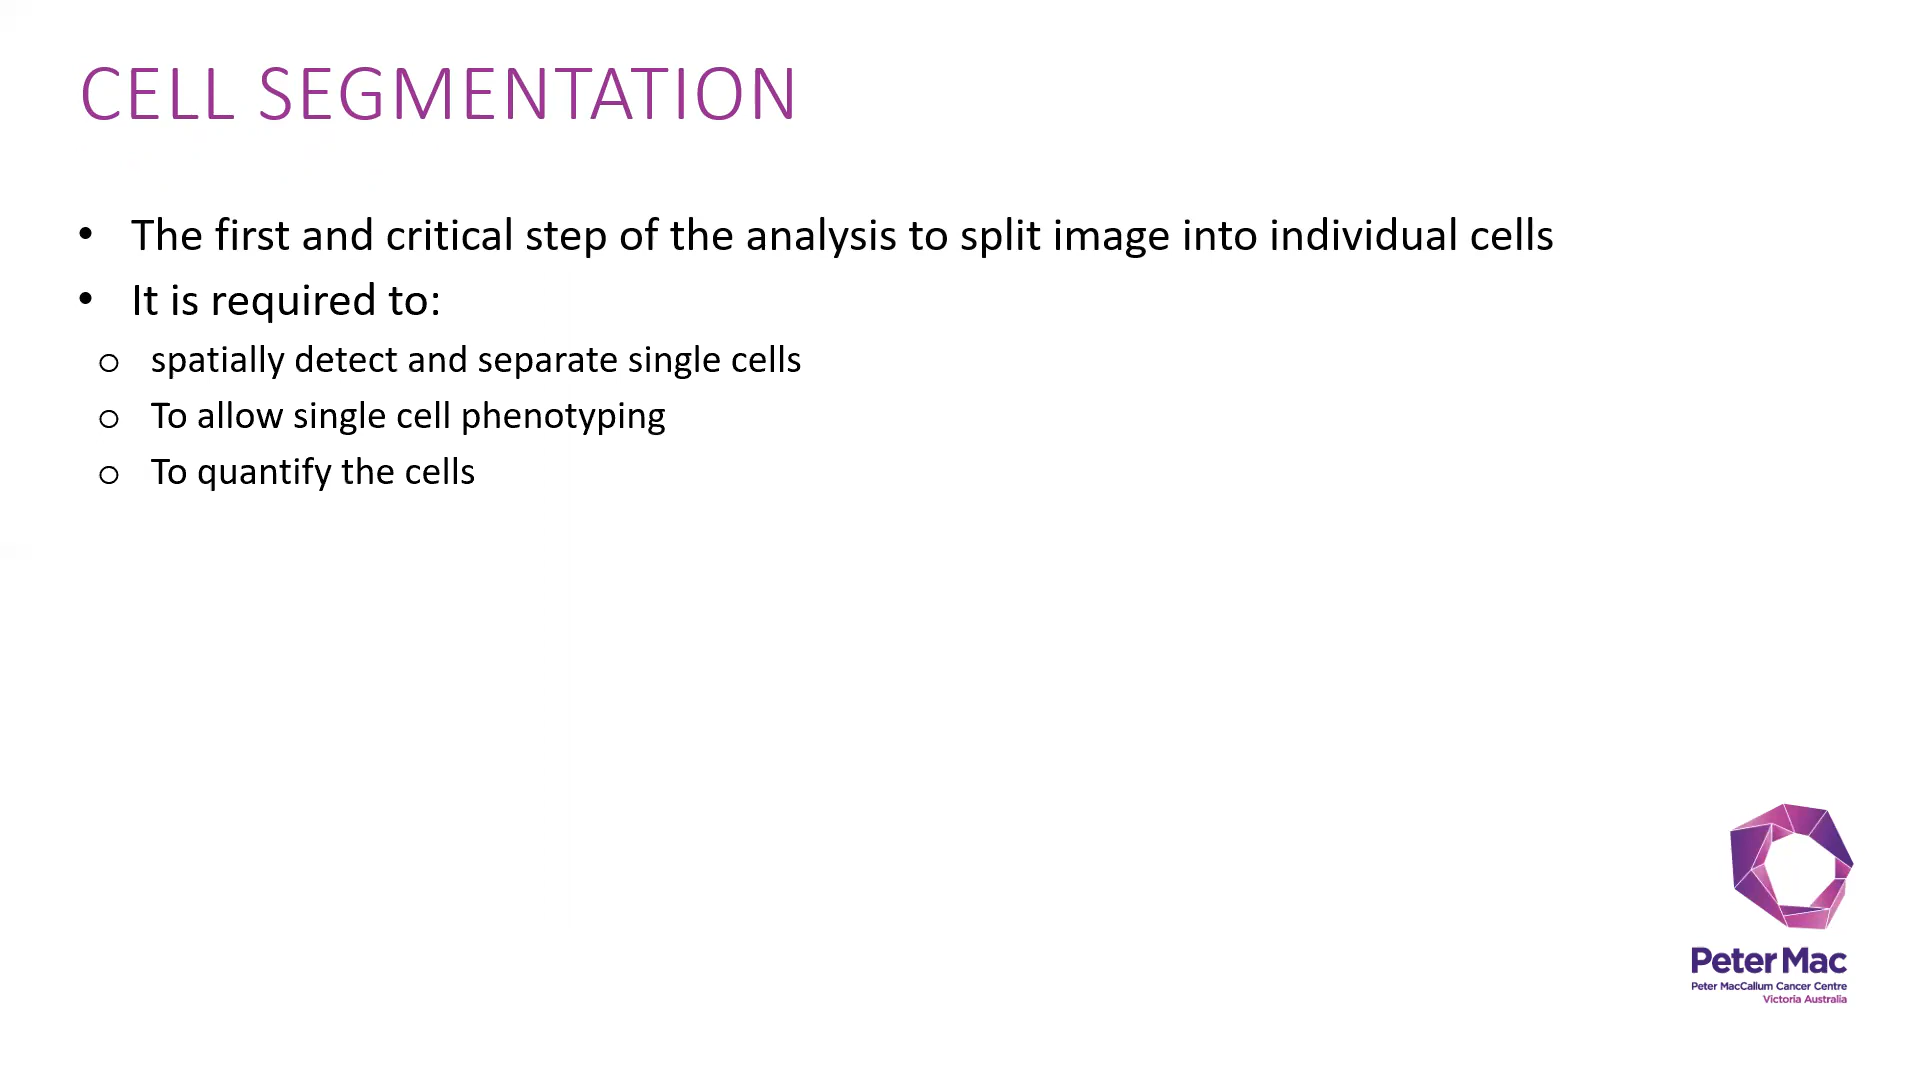 CELL SEGMENTATION
• The first and critical step of the analysis to split image into individual cells
• It is required to:
o spatially detect and separate single cells
o To allow single cell phenotyping
o To quantify the cells
Peter Mac
Peter MacCallum Cancer Centre
Victoria Australia